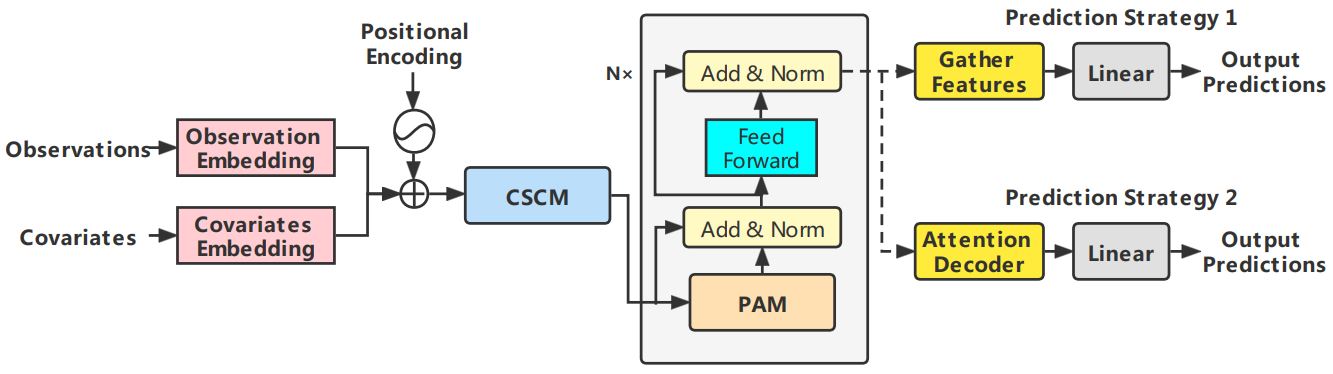 Positional
Encoding
Observations
Observation
Embedding
Covariates
Covariates
Embedding
CSCM
N×
Add & Norm
Feed
Forward
Add & Norm
PAM
Prediction Strategy 1
Gather
Features
Linear
Output
Predictions
Prediction Strategy 2
Attention
Decoder
Linear
Output
Predictions